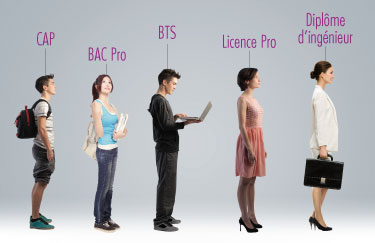 CAP
BAC Pro
BTS
Licence Pro
Diplôme
d'ingénieur